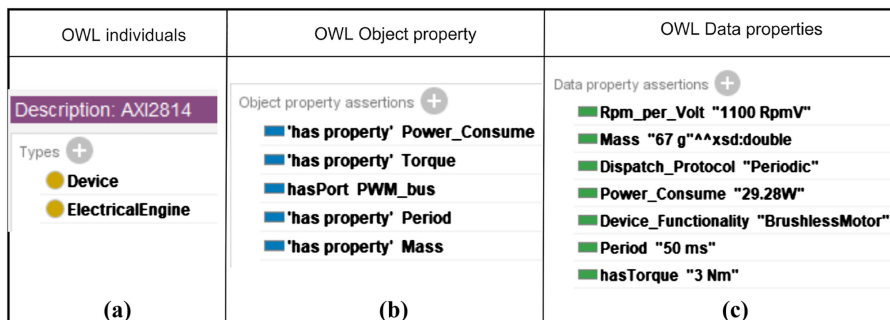 OWL individuals
OWL Object property
OWL Data properties
Description: AXI2814
Types
Device
ElectricalEngine
(a)
Object property assertions
'has property' Power_Consume
'has property' Torque
hasPort PWM_bus
'has property' Period
'has property' Mass
(b)
Data property assertions
Rpm_per_Volt "1100 RpmV"
Mass "67 g"^^xsd:double
Dispatch_Protocol "Periodic"
Power_Consume "29.28W"
Device_Functionality "BrushlessMotor"
Period "50 ms"
hasTorque "3 Nm"
(c)